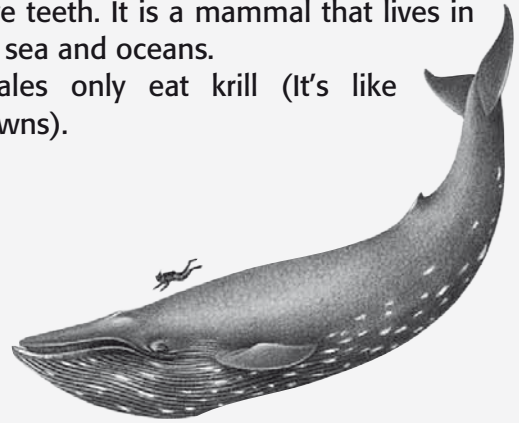 e teeth. It is a mammal that lives in
sea and oceans.
ales only eat krill (It’s like
wns).